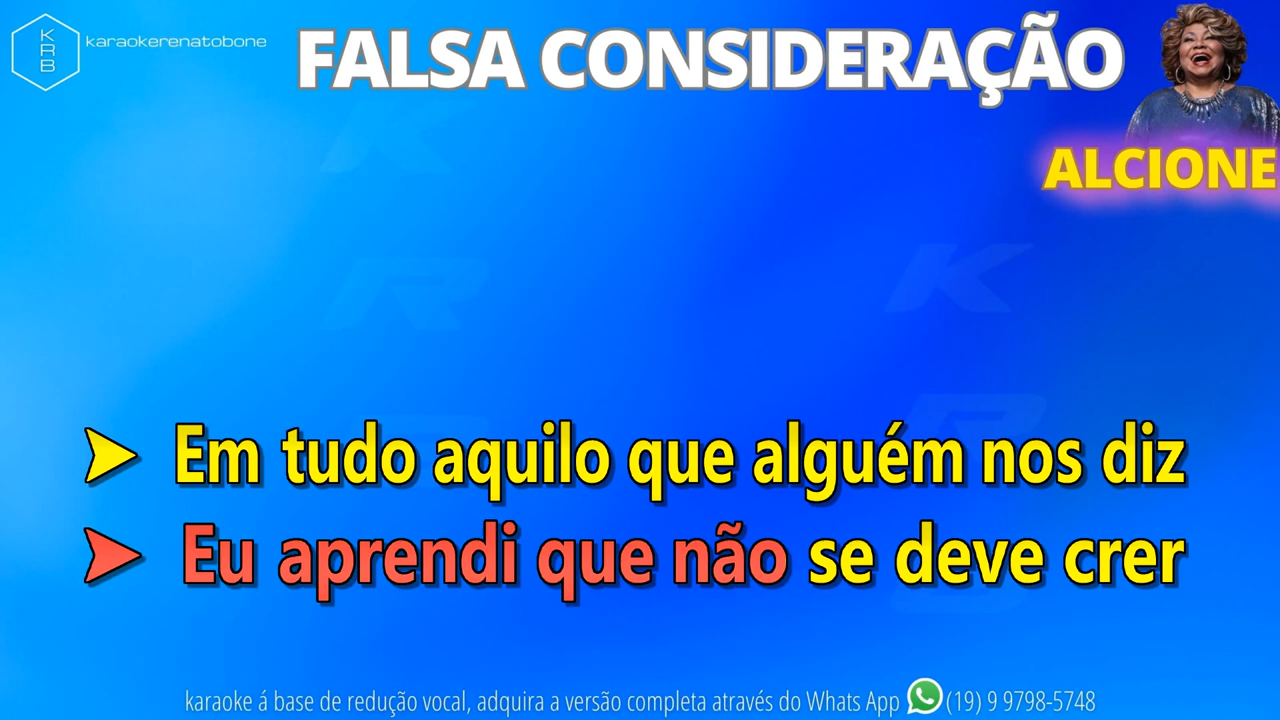 K
R
B
karaokerenatobone
FALSA CONSIDERAÇÃO
ALCIONE
K
R
K
B
Em tudo aquilo que alguém nos diz
Eu aprendi que não se deve crer
karaoke á base de redução vocal, adquira a versão completa através do Whats App (19) 9 9798-5748